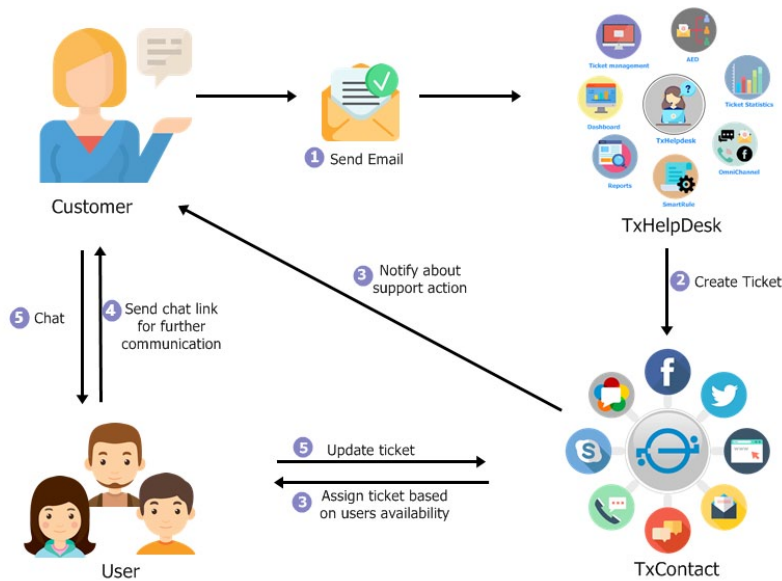 Ticket management
AEO
Ticket Statistics
Dashboard
TxHelpdesk
OmniChannel
Reports
SmartRule
1 Send Email
Customer
TxHelpDesk
3 Notify about
support action
2 Create Ticket
5 Chat
4 Send chat link
for further
communication
5 Update ticket
3 Assign ticket based
on users availability
User
TxContact